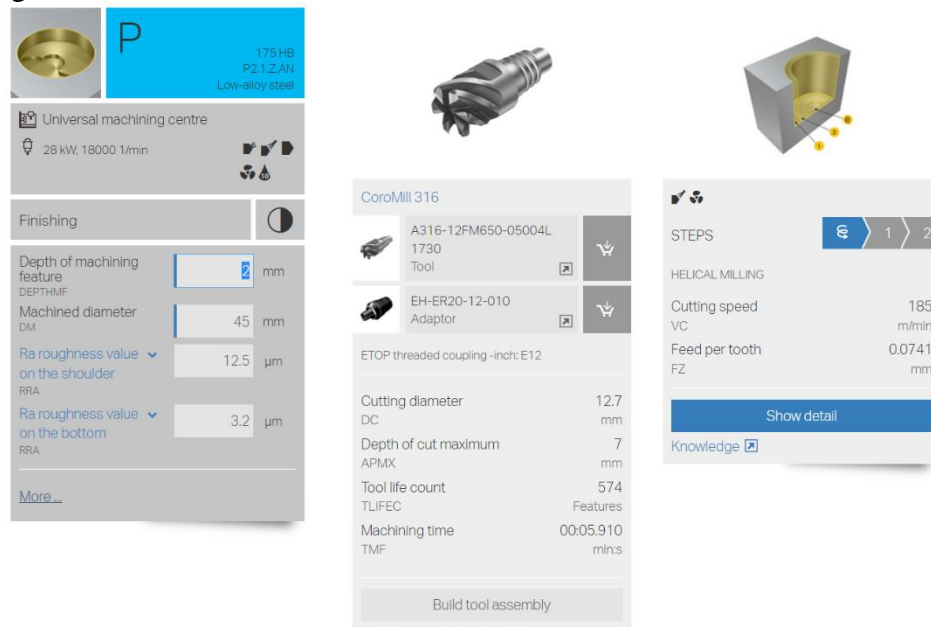 P
175 HB
P2.1.Z.AN
Low-alloy steel
Universal machining centre
28 kW, 18000 1/min
Finishing
Depth of machining
feature
DEPTHMF
2 mm
Machined diameter
DM
45 mm
Ra roughness value
on the shoulder
RRA
12.5 µm
Ra roughness value
on the bottom
RRA
3.2 µm
More ...
CoroMill 316
A316-12FM650-05004L
1730
Tool
EH-ER20-12-010
Adaptor
ETOP threaded coupling -inch: E12
Cutting diameter 12.7
DC mm
Depth of cut maximum 7
APMX mm
Tool life count 574
TLIFEC Features
Machining time 00:05.910
TMF min:s
Build tool assembly
1
2
STEPS 1 2
HELICAL MILLING
Cutting speed 185
VC m/min
Feed per tooth 0.0741
FZ mm
Show detail
Knowledge